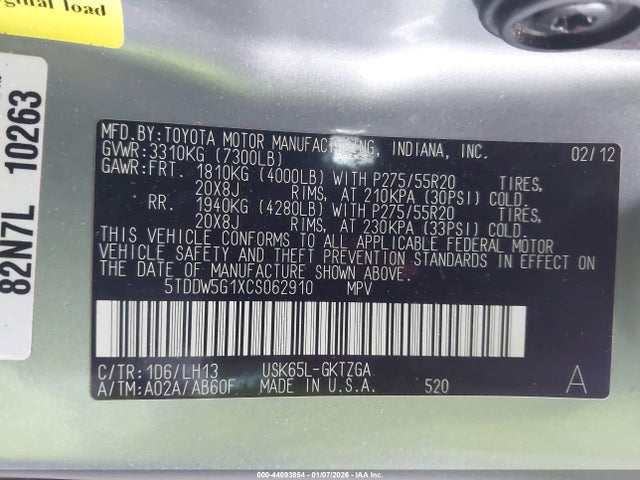 ginal load
82N7L 10263
MFD.BY:TOYOTA MOTOR MANUFACTURING, INDIANA, INC. 02/12
GVWR:3310KG (7300LB)
GAWR:FRT. 1810KG (4000LB) WITH P275/55R20 TIRES,
20X8J RIMS, AT 210KPA (30PSI) COLD.
RR. 1940KG (4280LB) WITH P275/55R20 TIRES,
20X8J RIMS, AT 230KPA (33PSI) COLD.
THIS VEHICLE CONFORMS TO ALL APPLICABLE FEDERAL MOTOR
VEHICLE SAFETY AND THEFT PREVENTION STANDARDS IN EFFECT ON
THE DATE OF MANUFACTURE SHOWN ABOVE.
5TDDW5G1XCS062910 MPV
C/TR:1D6/LH13 USK65L-GKTZGA
A/TM:A02A/AB60F MADE IN U.S.A. 520 A
000-44093854 - 01/07/2026 - IAA Inc.